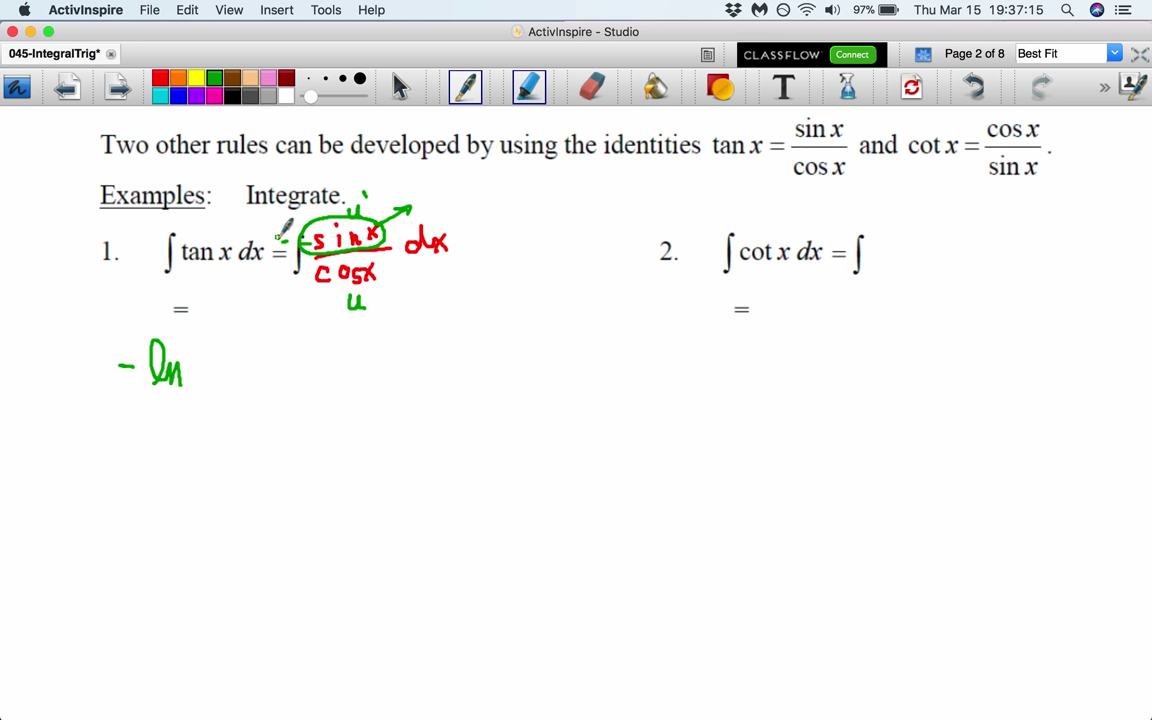 ActivInspire File Edit View Insert Tools Help 97% Thu Mar 15 19:37:15
ActivInspire - Studio
045-IntegralTrig* CLASSFLOW Connect Page 2 of 8 Best Fit
T »
Two other rules can be developed by using the identities tan x = sin x / cos x and cot x = cos x / sin x .
Examples: Integrate.
u'
1. ∫ tan x dx = - ∫ -sin x / cos x dx
u
=
- ln
2. ∫ cot x dx = ∫
=